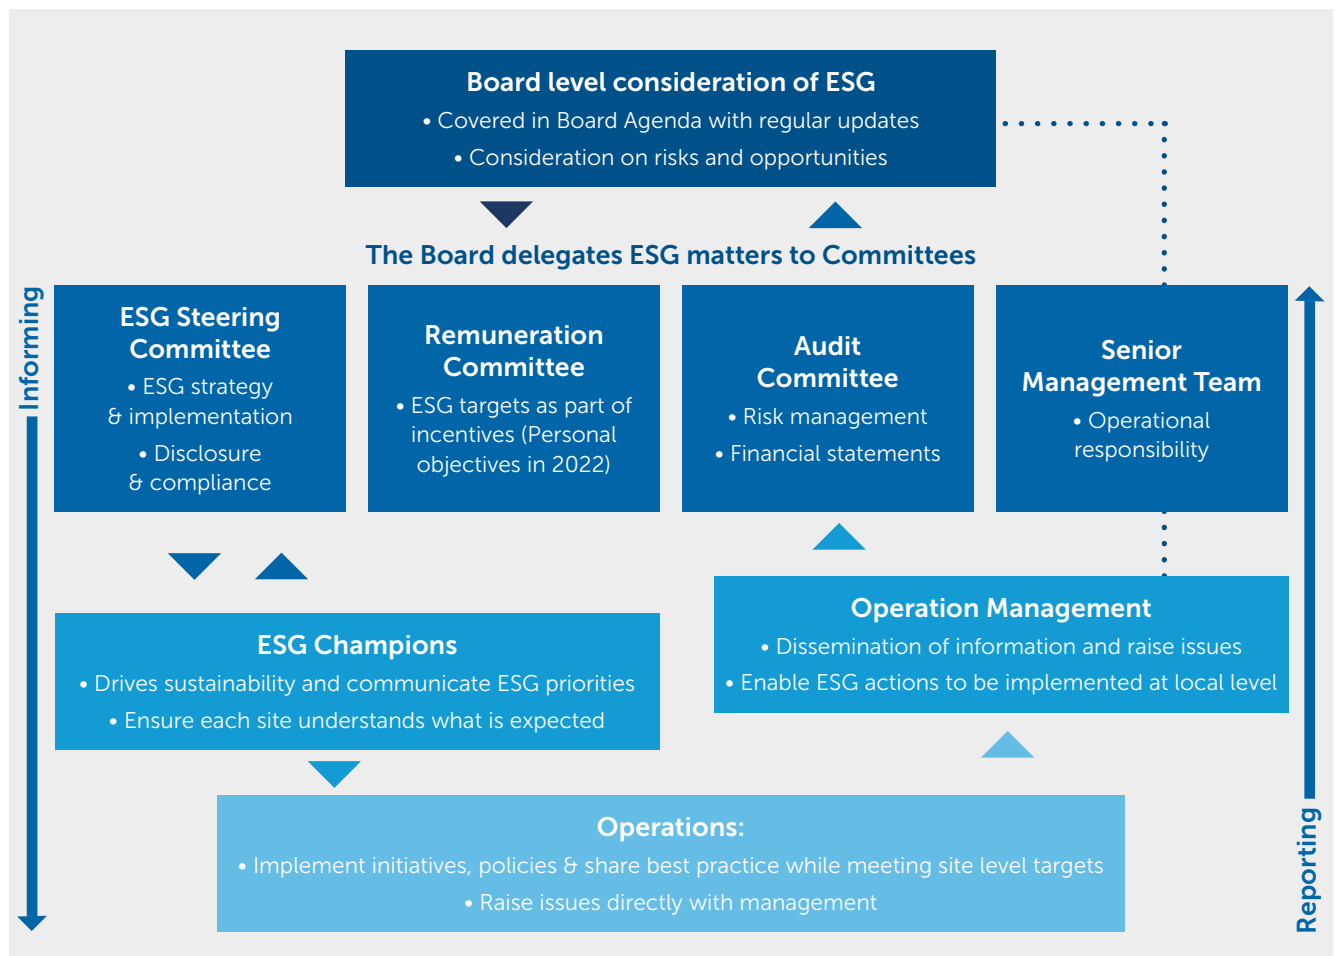 Board level consideration of ESG
• Covered in Board Agenda with regular updates
• Consideration on risks and opportunities
The Board delegates ESG matters to Committees
Informing
ESG Steering
Committee
• ESG strategy
& implementation
• Disclosure
& compliance
Remuneration
Committee
• ESG targets as part of
incentives (Personal
objectives in 2022)
Audit
Committee
• Risk management
• Financial statements
Senior
Management Team
• Operational
responsibility
ESG Champions
• Drives sustainability and communicate ESG priorities
• Ensure each site understands what is expected
Operation Management
• Dissemination of information and raise issues
• Enable ESG actions to be implemented at local level
Operations:
• Implement initiatives, policies & share best practice while meeting site level targets
• Raise issues directly with management
Reporting